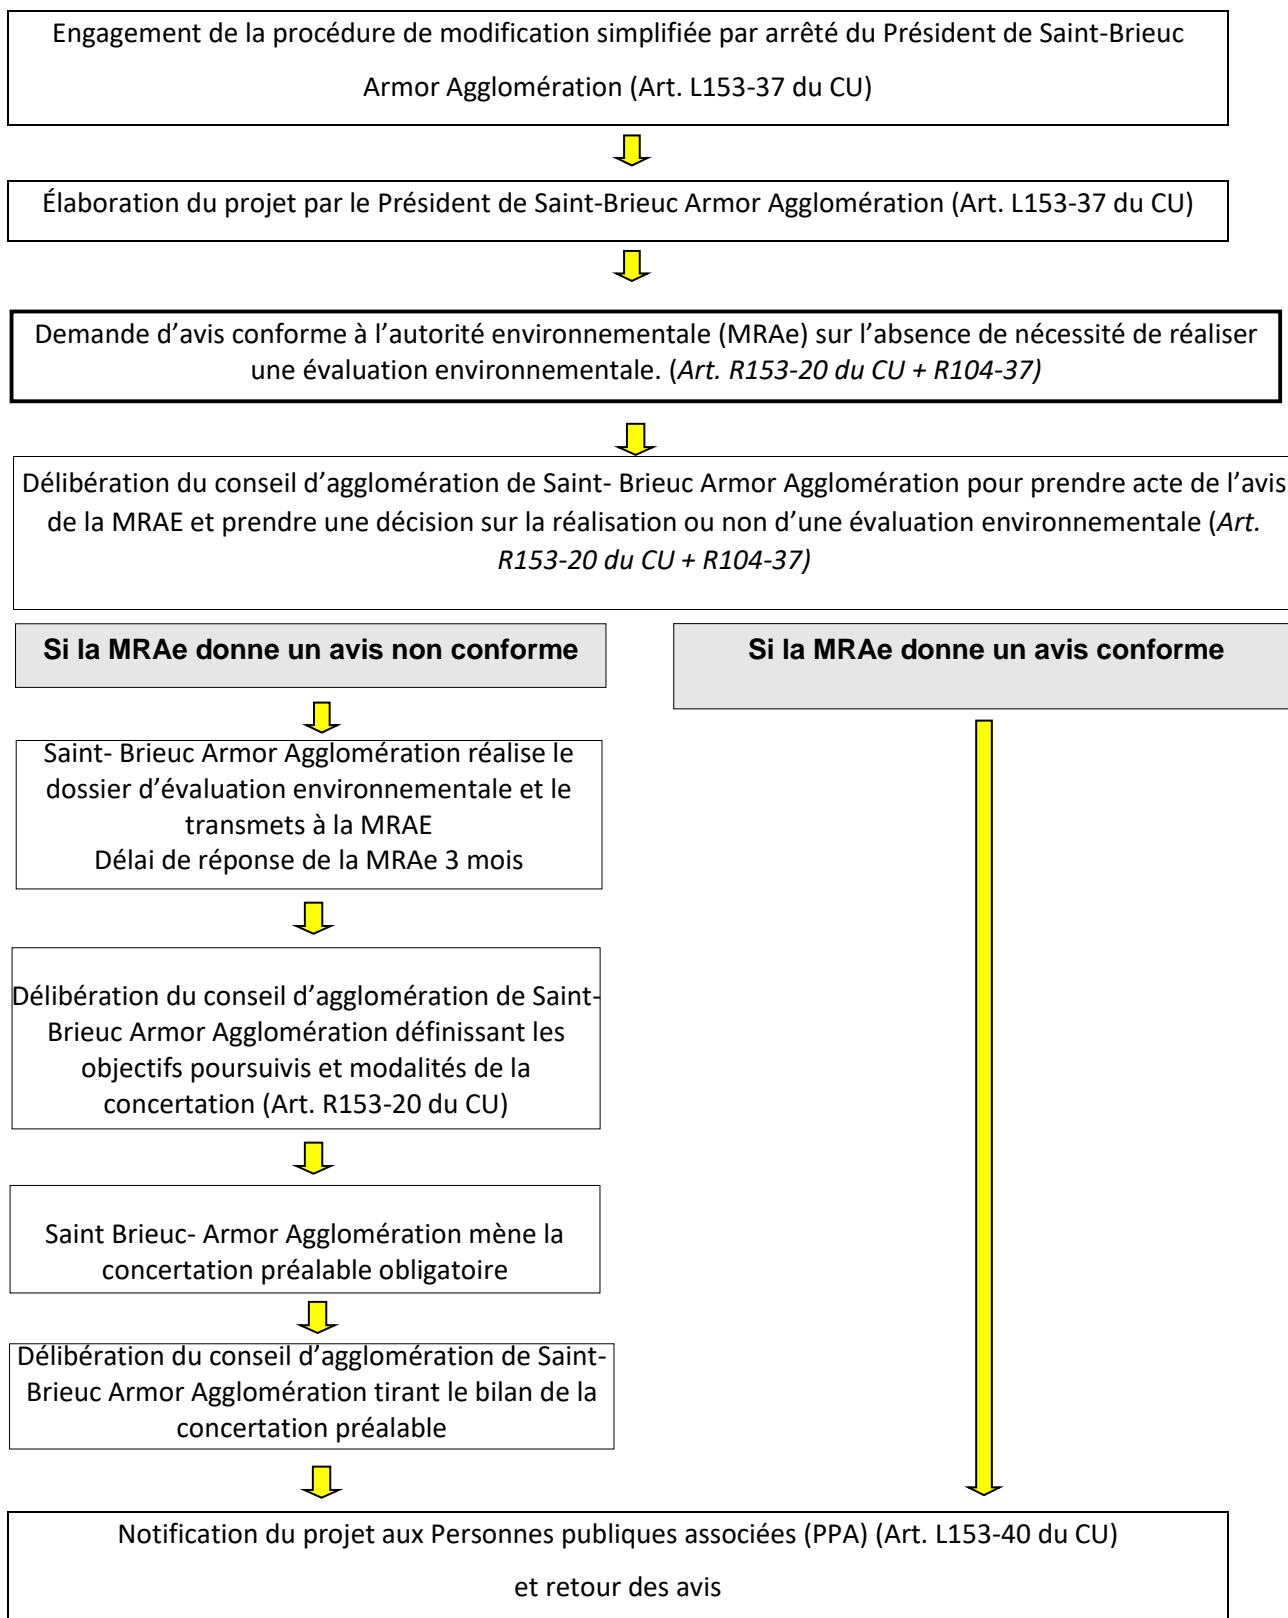 Engagement de la procédure de modification simplifiée par arrêté du Président de Saint-Brieuc
Armor Agglomération (Art. L153-37 du CU)
Élaboration du projet par le Président de Saint-Brieuc Armor Agglomération (Art. L153-37 du CU)
Demande d’avis conforme à l’autorité environnementale (MRAe) sur l’absence de nécessité de réaliser
une évaluation environnementale. (Art. R153-20 du CU + R104-37)
Délibération du conseil d’agglomération de Saint- Brieuc Armor Agglomération pour prendre acte de l’avis
de la MRAE et prendre une décision sur la réalisation ou non d’une évaluation environnementale (Art.
R153-20 du CU + R104-37)
Si la MRAe donne un avis non conforme
Si la MRAe donne un avis conforme
Saint- Brieuc Armor Agglomération réalise le
dossier d’évaluation environnementale et le
transmets à la MRAE
Délai de réponse de la MRAe 3 mois
Délibération du conseil d’agglomération de Saint-
Brieuc Armor Agglomération définissant les
objectifs poursuivis et modalités de la
concertation (Art. R153-20 du CU)
Saint Brieuc- Armor Agglomération mène la
concertation préalable obligatoire
Délibération du conseil d’agglomération de Saint-
Brieuc Armor Agglomération tirant le bilan de la
concertation préalable
Notification du projet aux Personnes publiques associées (PPA) (Art. L153-40 du CU)
et retour des avis